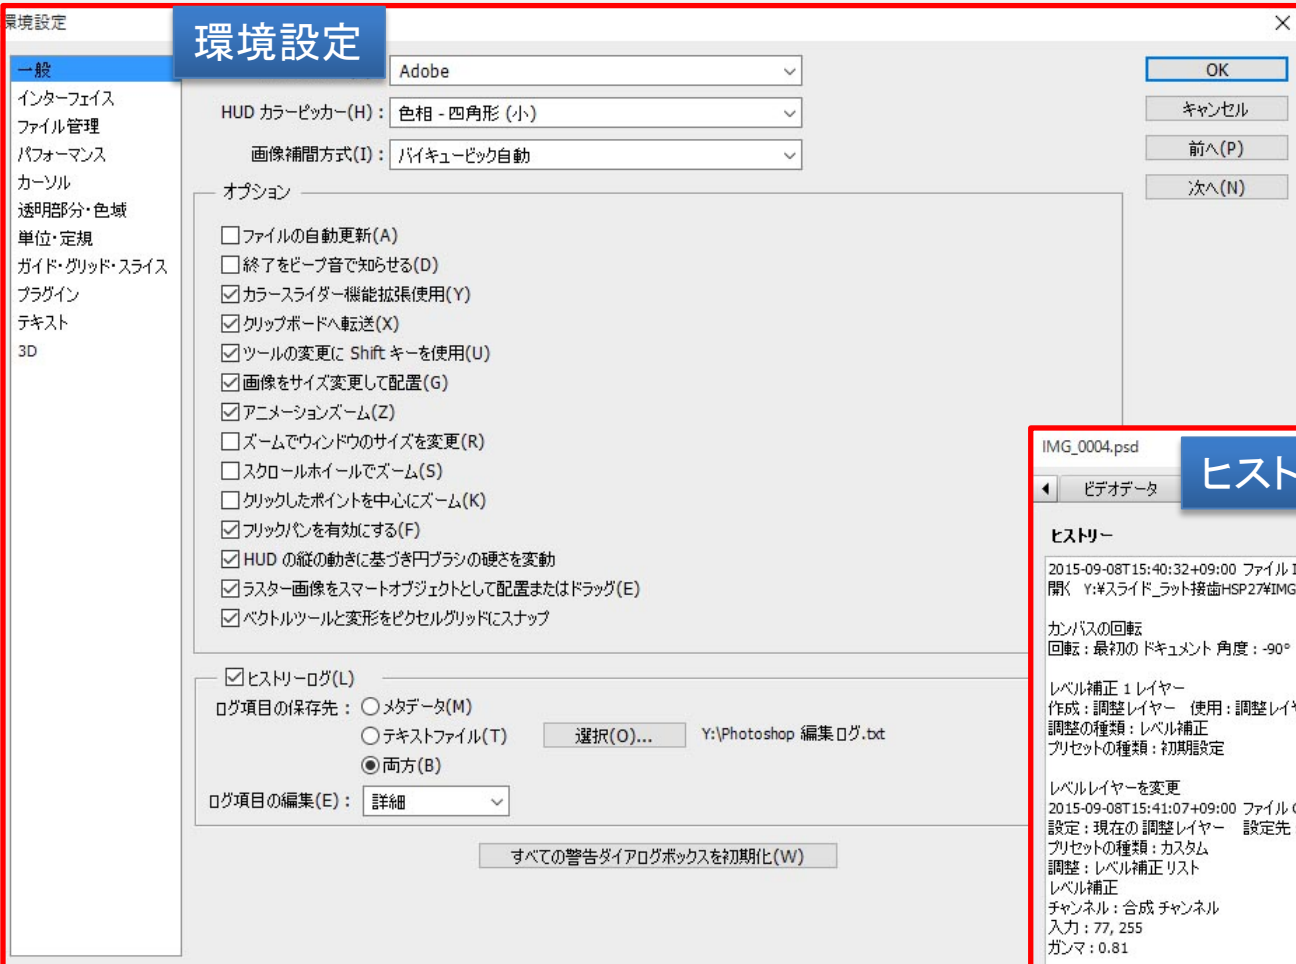 環境設定
環境設定
一般
インターフェイス
ファイル管理
パフォーマンス
カーソル
透明部分・色域
単位・定規
ガイド・グリッド・スライス
プラグイン
テキスト
3D
Adobe
HUD カラーピッカー(H)： 色相 - 四角形 (小)
画像補間方式(I)： バイキュービック自動
OK
キャンセル
前へ(P)
次へ(N)
オプション
ファイルの自動更新(A)
終了をビープ音で知らせる(D)
カラースライダー機能拡張使用(Y)
クリップボードへ転送(X)
ツールの変更に Shift キーを使用(U)
画像をサイズ変更して配置(G)
アニメーションズーム(Z)
ズームでウィンドウのサイズを変更(R)
スクロールホイールでズーム(S)
クリックしたポイントを中心にズーム(K)
フリックパンを有効にする(F)
HUD の縦の動きに基づき円ブラシの硬さを変動
ラスター画像をスマートオブジェクトとして配置またはドラッグ(E)
ベクトルツールと変形をピクセルグリッドにスナップ
ヒストリーログ(L)
ログ項目の保存先： メタデータ(M)
テキストファイル(T) 選択(O)... Y:\Photoshop 編集ログ.txt
両方(B)
ログ項目の編集(E)： 詳細
すべての警告ダイアログボックスを初期化(W)
IMG_0004.psd
ヒスト
ビデオデータ
ヒストリー
2015-09-08T15:40:32+09:00 ファイル I
開く Y:¥スライド_ラット接歯HSP27¥IMG
カンバスの回転
回転：最初の ドキュメント 角度：-90°
レベル補正 1 レイヤー
作成：調整レイヤー 使用：調整レイヤ
調整の種類：レベル補正
プリセットの種類：初期設定
レベルレイヤーを変更
2015-09-08T15:41:07+09:00 ファイル
設定：現在の 調整レイヤー 設定先
プリセットの種類：カスタム
調整：レベル補正 リスト
レベル補正
チャンネル：合成 チャンネル
入力：77, 255
ガンマ：0.81